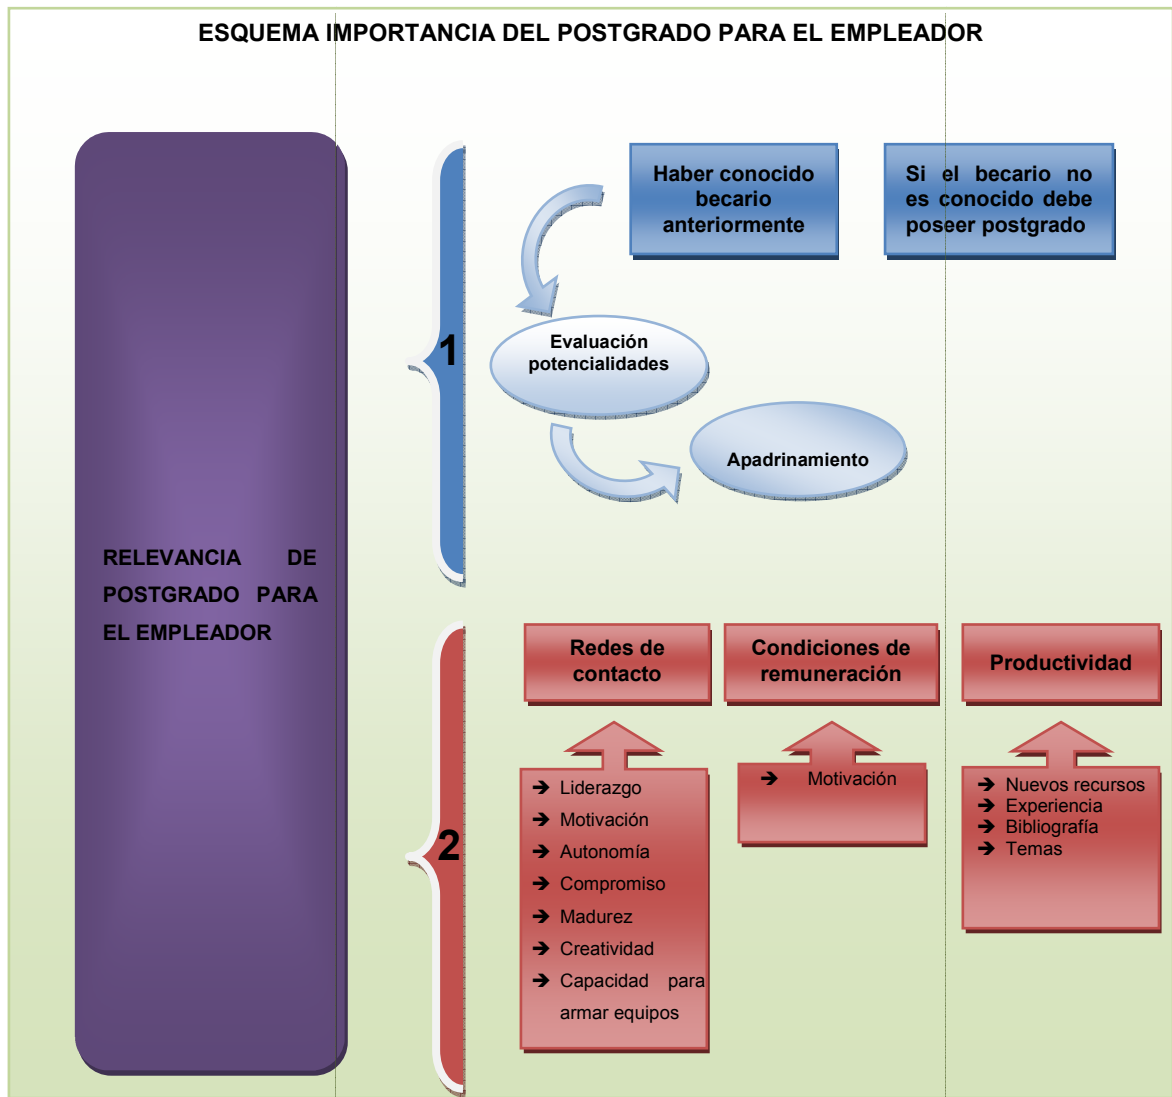 ESQUEMA IMPORTANCIA DEL POSTGRADO PARA EL EMPLEADOR
RELEVANCIA DE
POSTGRADO PARA
EL EMPLEADOR
1
Haber conocido
becario
anteriormente
Si el becario no
es conocido debe
poseer postgrado
Evaluación
potencialidades
Apadrinamiento
2
Redes de
contacto
➔ Liderazgo
➔ Motivación
➔ Autonomía
➔ Compromiso
➔ Madurez
➔ Creatividad
➔ Capacidad para
armar equipos
Condiciones de
remuneración
➔ Motivación
Productividad
➔ Nuevos recursos
➔ Experiencia
➔ Bibliografía
➔ Temas